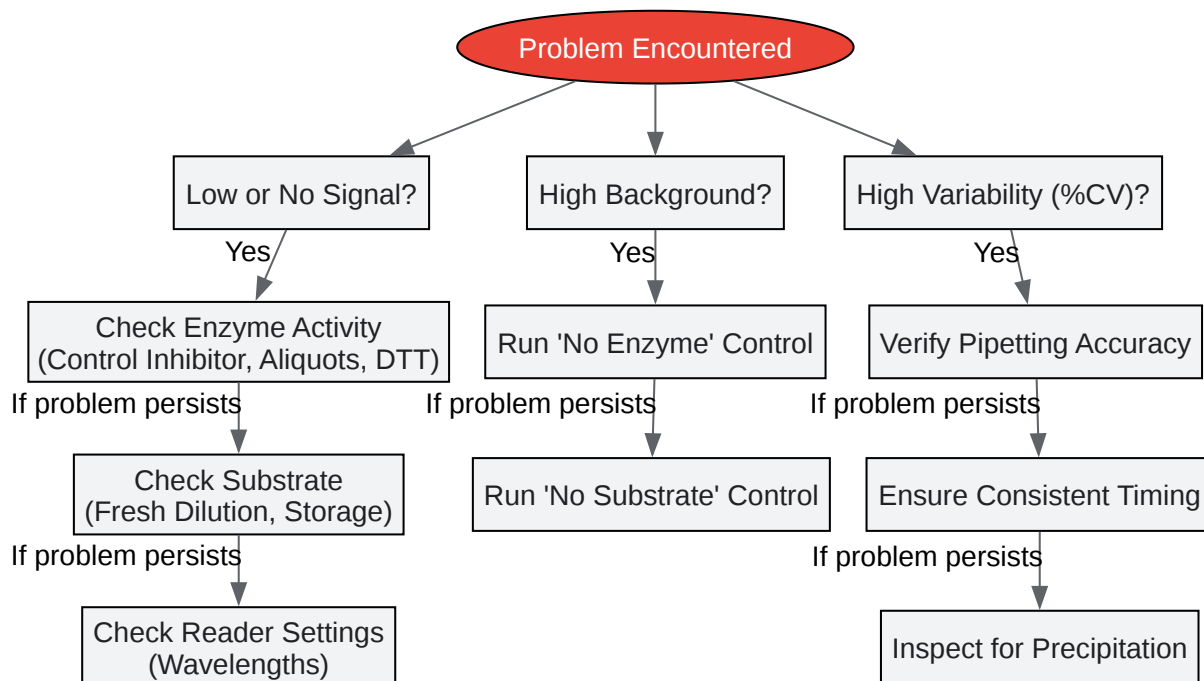 Problem Encountered
Low or No Signal?
High Background?
High Variability (%CV)?
Yes
Yes
Yes
Check Enzyme Activity
(Control Inhibitor, Aliquots, DTT)
Run 'No Enzyme' Control
Verify Pipetting Accuracy
If problem persists
If problem persists
If problem persists
Check Substrate
(Fresh Dilution, Storage)
Run 'No Substrate' Control
Ensure Consistent Timing
If problem persists
If problem persists
Check Reader Settings
(Wavelengths)
Inspect for Precipitation